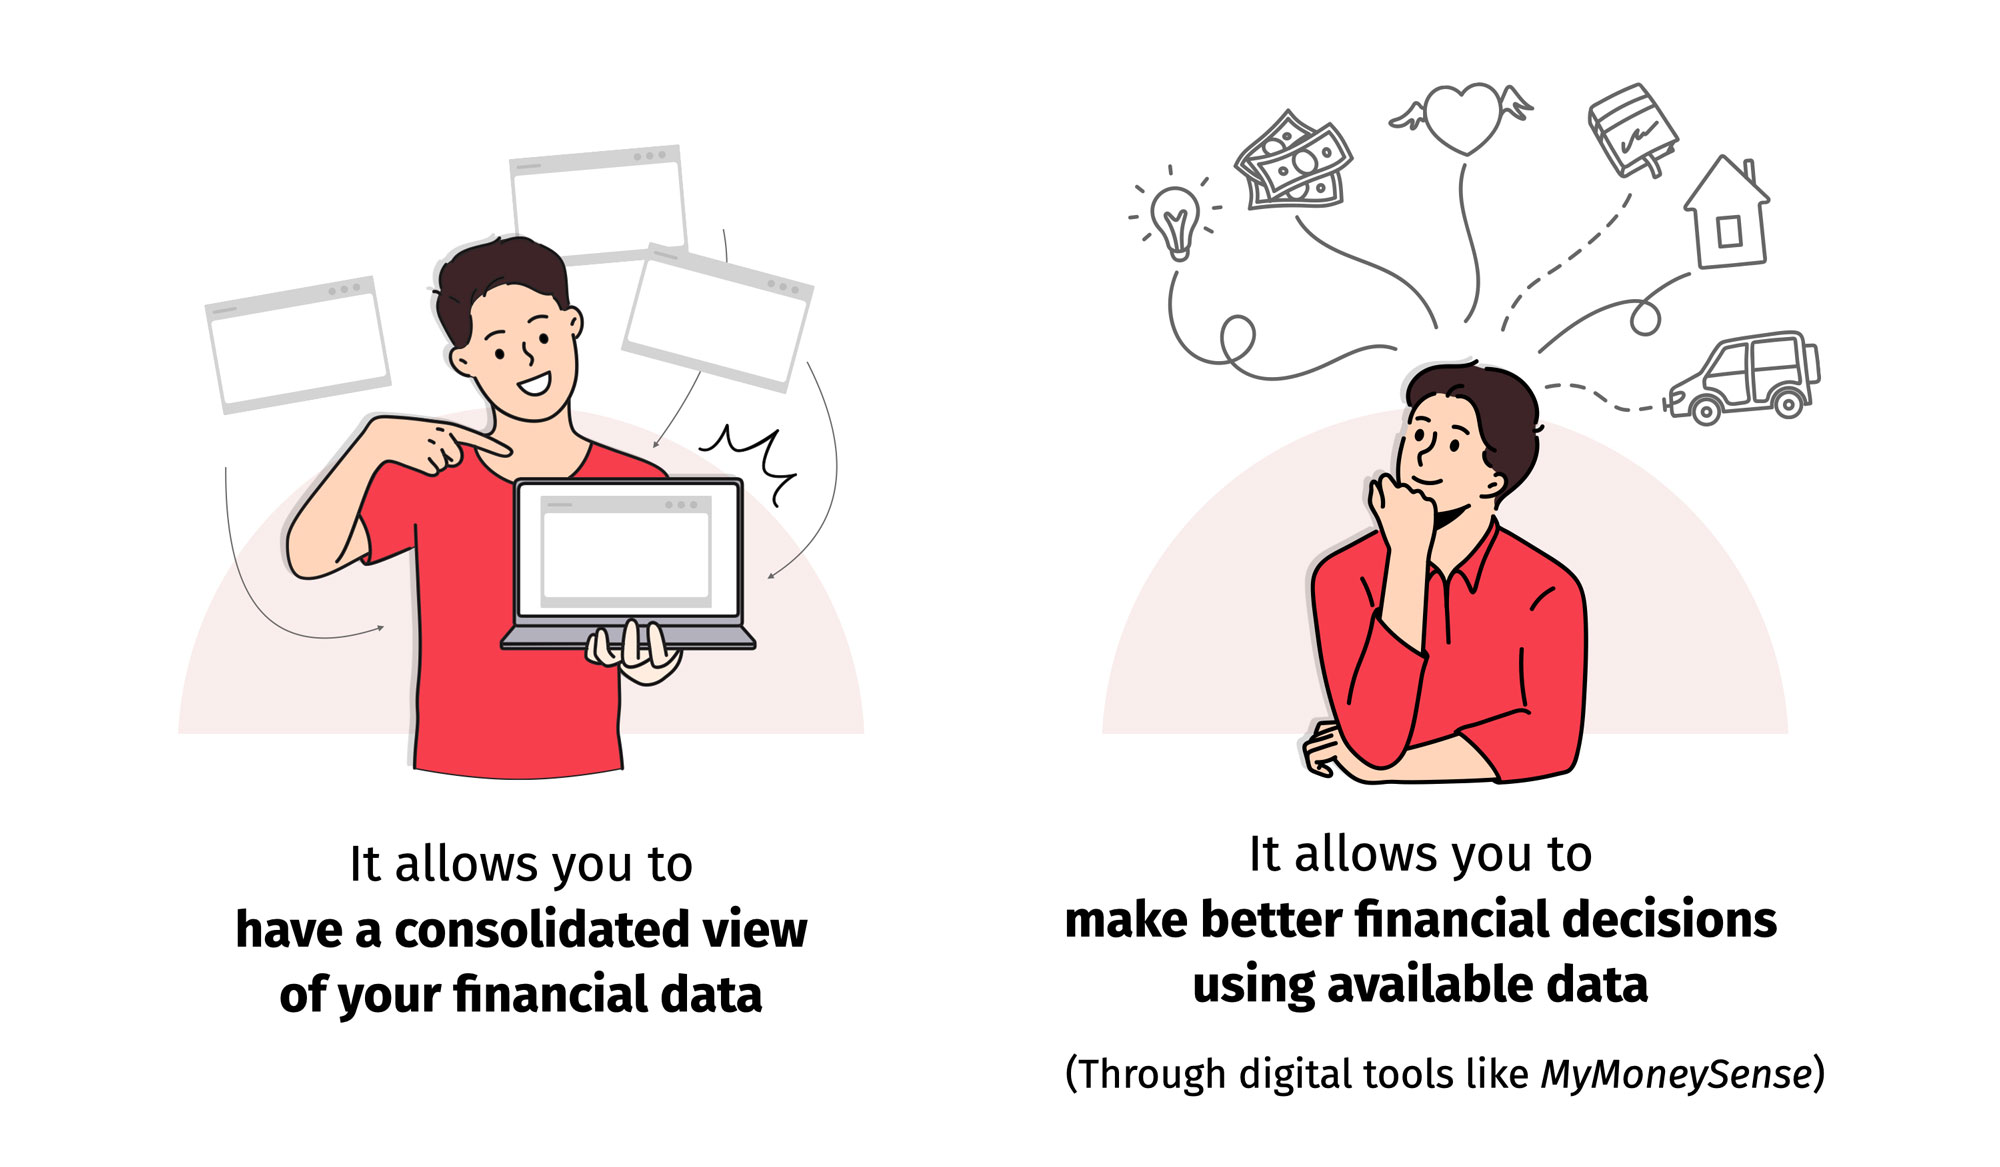 It allows you to
have a consolidated view
of your financial data
It allows you to
make better financial decisions
using available data
(Through digital tools like MyMoneySense)